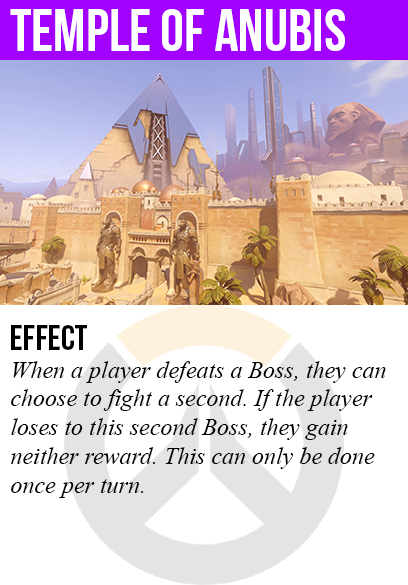 TEMPLE OF ANUBIS
EFFECT
When a player defeats a Boss, they can
choose to fight a second. If the player
loses to this second Boss, they gain
neither reward. This can only be done
once per turn.